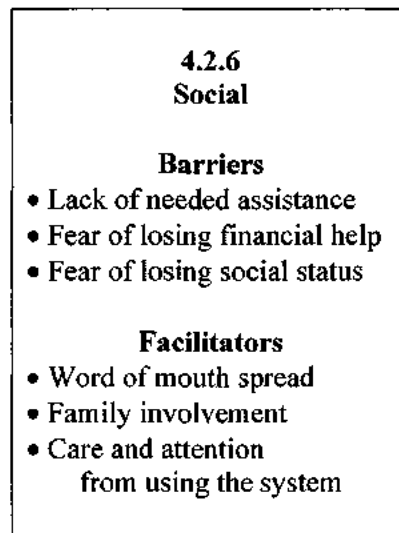 4.2.6
Social
Barriers
• Lack of needed assistance
• Fear of losing financial help
• Fear of losing social status
Facilitators
• Word of mouth spread
• Family involvement
• Care and attention
from using the system